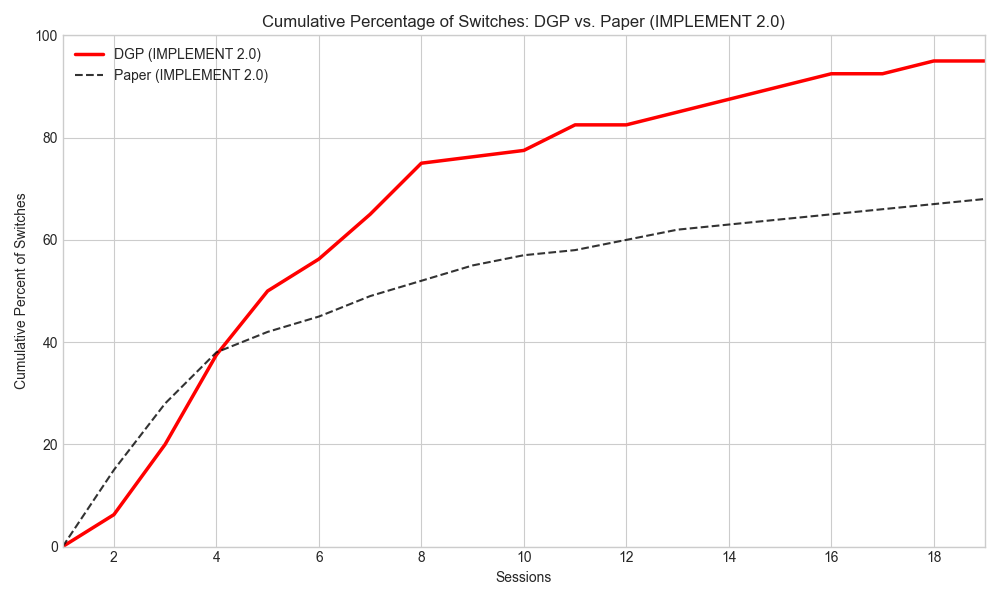 Cumulative Percentage of Switches: DGP vs. Paper (IMPLEMENT 2.0)
DGP (IMPLEMENT 2.0)
Paper (IMPLEMENT 2.0)
Cumulative Percent of Switches
100
80
60
40
20
0
2 4 6 8 10 12 14 16 18
Sessions